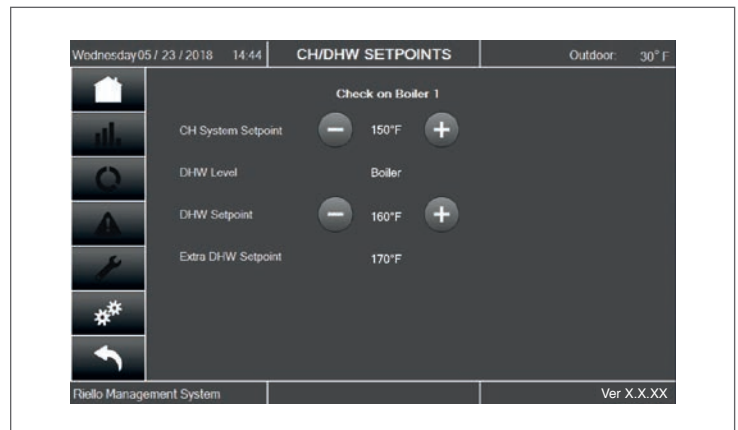 Wednesday 05 / 23 / 2018 14:44 CH/DHW SETPOINTS Outdoor: 30° F
Check on Boiler 1
CH System Setpoint − 150°F +
DHW Level Boiler
DHW Setpoint − 160°F +
Extra DHW Setpoint 170°F
Riello Management System Ver X.X.XX